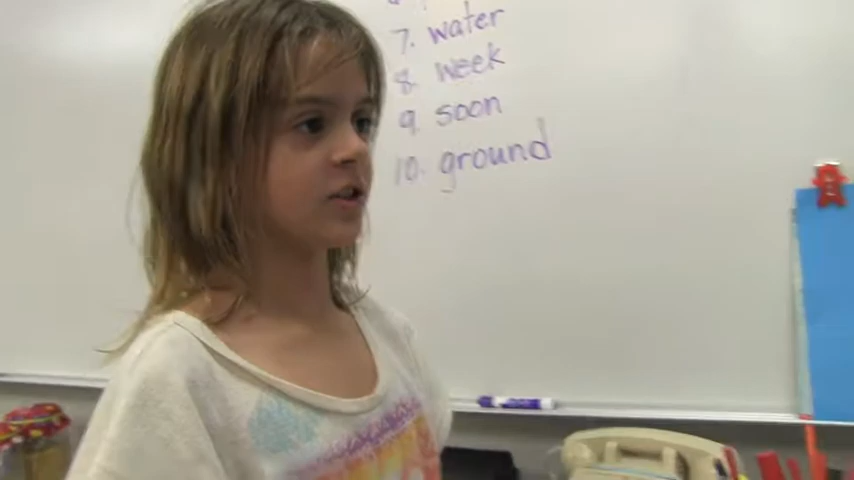 7. water
8. week
9. soon
10. ground